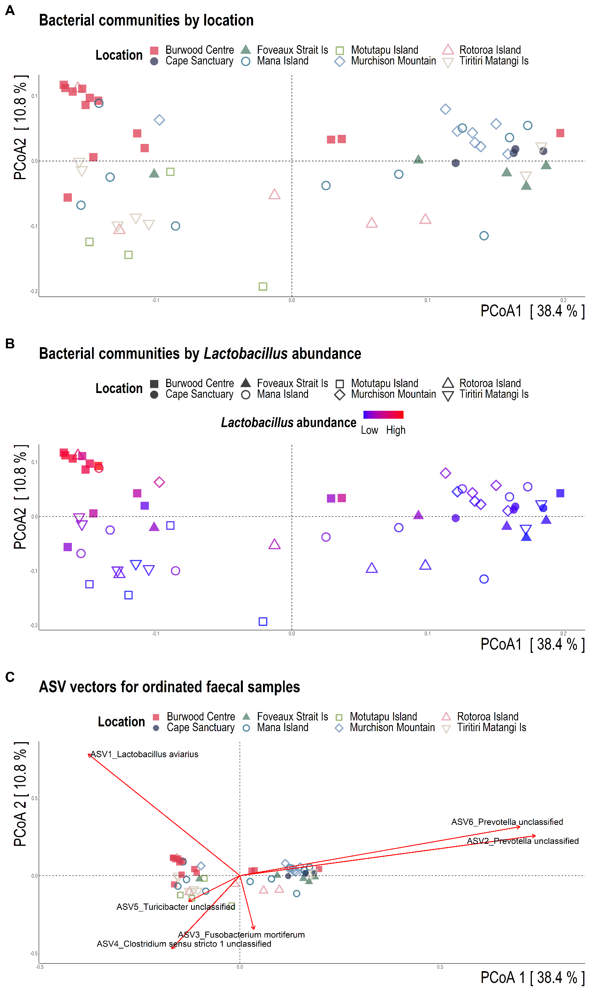 A
Bacterial communities by location
Location
Burwood Centre Foveaux Strait Is Motutapu Island Rotoroa Island
Cape Sanctuary Mana Island Murchison Mountain Tiritiri Matangi Is
PCoA2 [ 10.8 % ]
0.1
0.0
-0.1
-0.2
-0.1 0.0 0.1 0.2
PCoA1 [ 38.4 % ]
B
Bacterial communities by Lactobacillus abundance
Location
Burwood Centre Foveaux Strait Is Motutapu Island Rotoroa Island
Cape Sanctuary Mana Island Murchison Mountain Tiritiri Matangi Is
Lactobacillus abundance
Low High
PCoA2 [ 10.8 % ]
0.1
0.0
-0.1
-0.2
-0.1 0.0 0.1 0.2
PCoA1 [ 38.4 % ]
C
ASV vectors for ordinated faecal samples
Location
Burwood Centre Foveaux Strait Is Motutapu Island Rotoroa Island
Cape Sanctuary Mana Island Murchison Mountain Tiritiri Matangi Is
PCoA 2 [ 10.8 % ]
ASV1_Lactobacillus aviarius
0.5
ASV6_Prevotella unclassified
ASV2_Prevotella unclassified
0.0
ASV5_Turicibacter unclassified
ASV3_Fusobacterium mortiferum
ASV4_Clostridium sensu stricto 1 unclassified
-0.5
-0.5 0.0 0.5
PCoA 1 [ 38.4 % ]